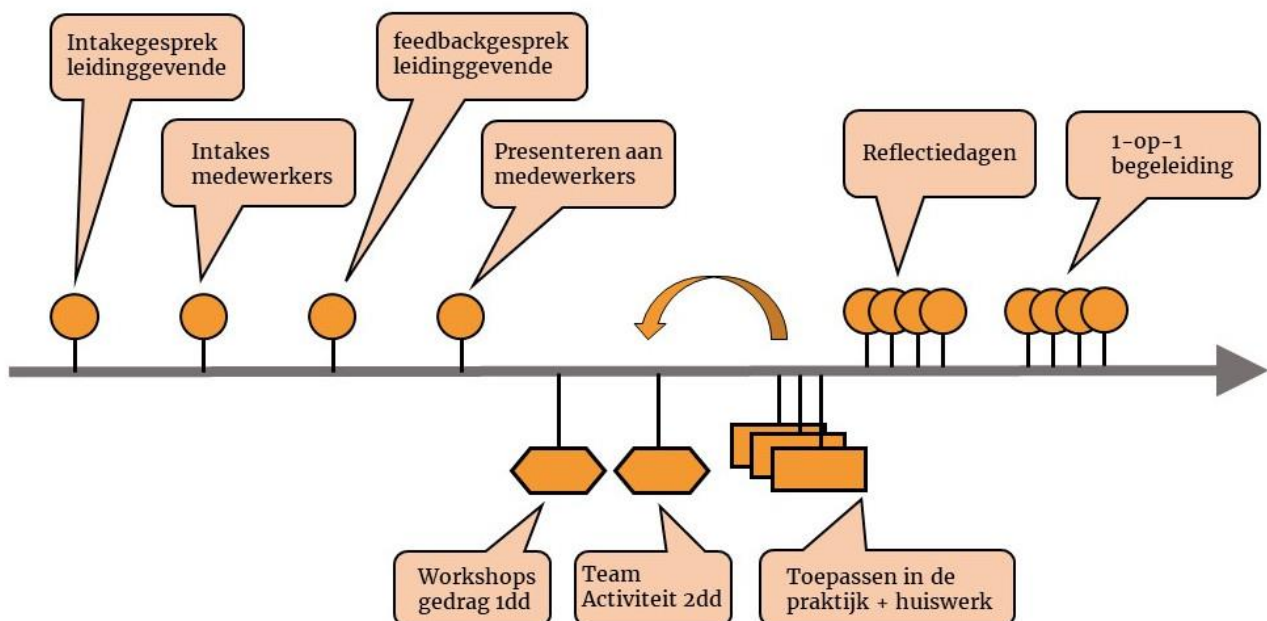 Intakegesprek
leidinggevende
feedbackgesprek
leidinggevende
Intakes
medewerkers
Presenteren aan
medewerkers
Reflectiedagen
1-op-1
begeleiding
Workshops
gedrag 1dd
Team
Activiteit 2dd
Toepassen in de
praktijk + huiswerk